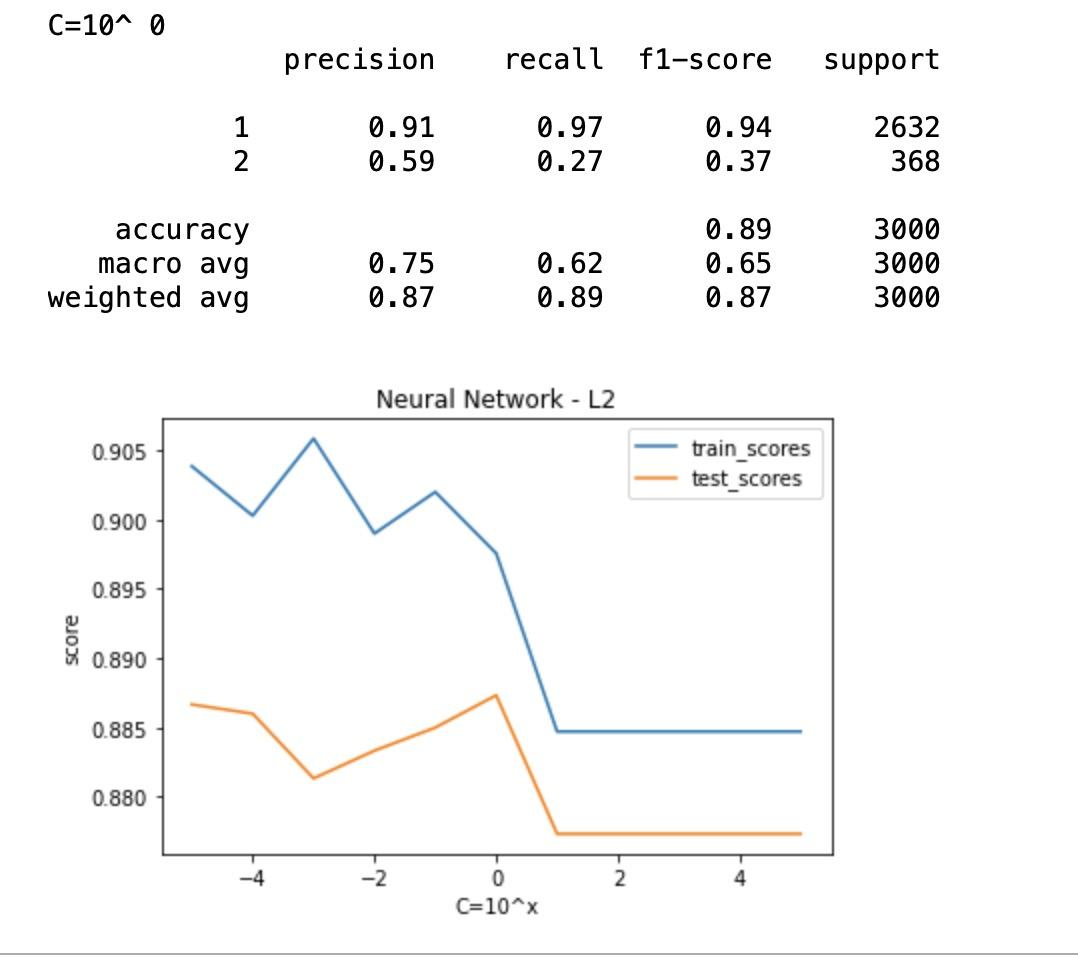 C=10^ 0
precision recall f1-score support
1 0.91 0.97 0.94 2632
2 0.59 0.27 0.37 368
accuracy 0.89 3000
macro avg 0.75 0.62 0.65 3000
weighted avg 0.87 0.89 0.87 3000
Neural Network - L2
train_scores
test_scores
0.905
0.900
0.895
0.890
0.885
0.880
score
−4 −2 0 2 4
C=10^x